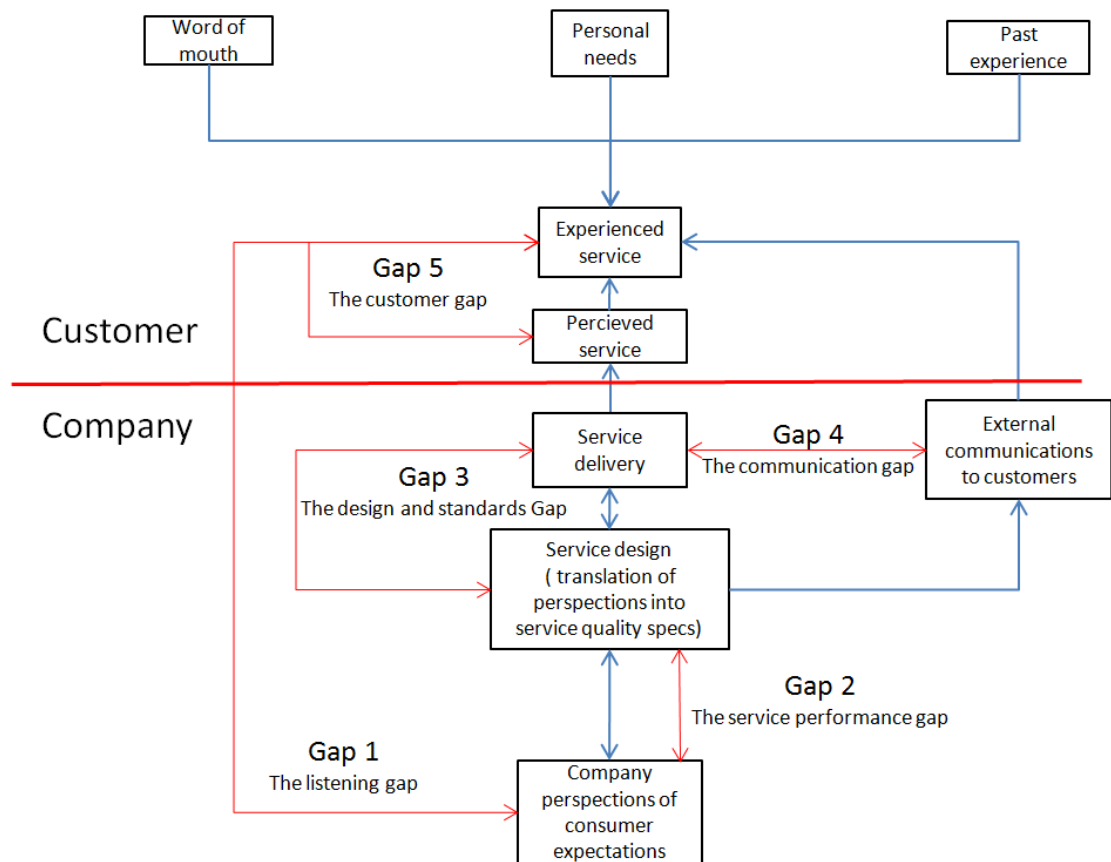 Word of
mouth
Personal
needs
Past
experience
Experienced
service
Gap 5
The customer gap
Customer
Percieved
service
Company
Service
delivery
Gap 4
The communication gap
External
communications
to customers
Gap 3
The design and standards Gap
Service design
( translation of
perspections into
service quality specs)
Gap 2
The service performance gap
Gap 1
The listening gap
Company
perspections of
consumer
expectations